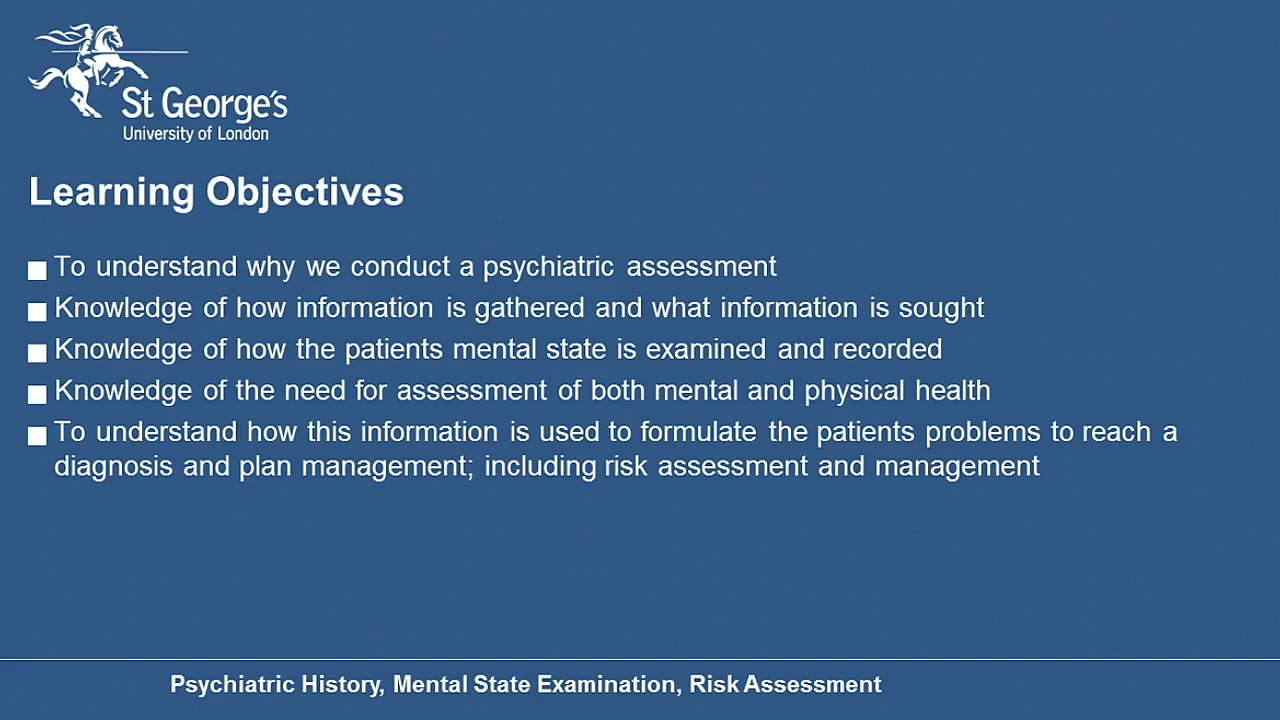 St George's
University of London
Learning Objectives
To understand why we conduct a psychiatric assessment
Knowledge of how information is gathered and what information is sought
Knowledge of how the patients mental state is examined and recorded
Knowledge of the need for assessment of both mental and physical health
To understand how this information is used to formulate the patients problems to reach a
diagnosis and plan management; including risk assessment and management
Psychiatric History, Mental State Examination, Risk Assessment